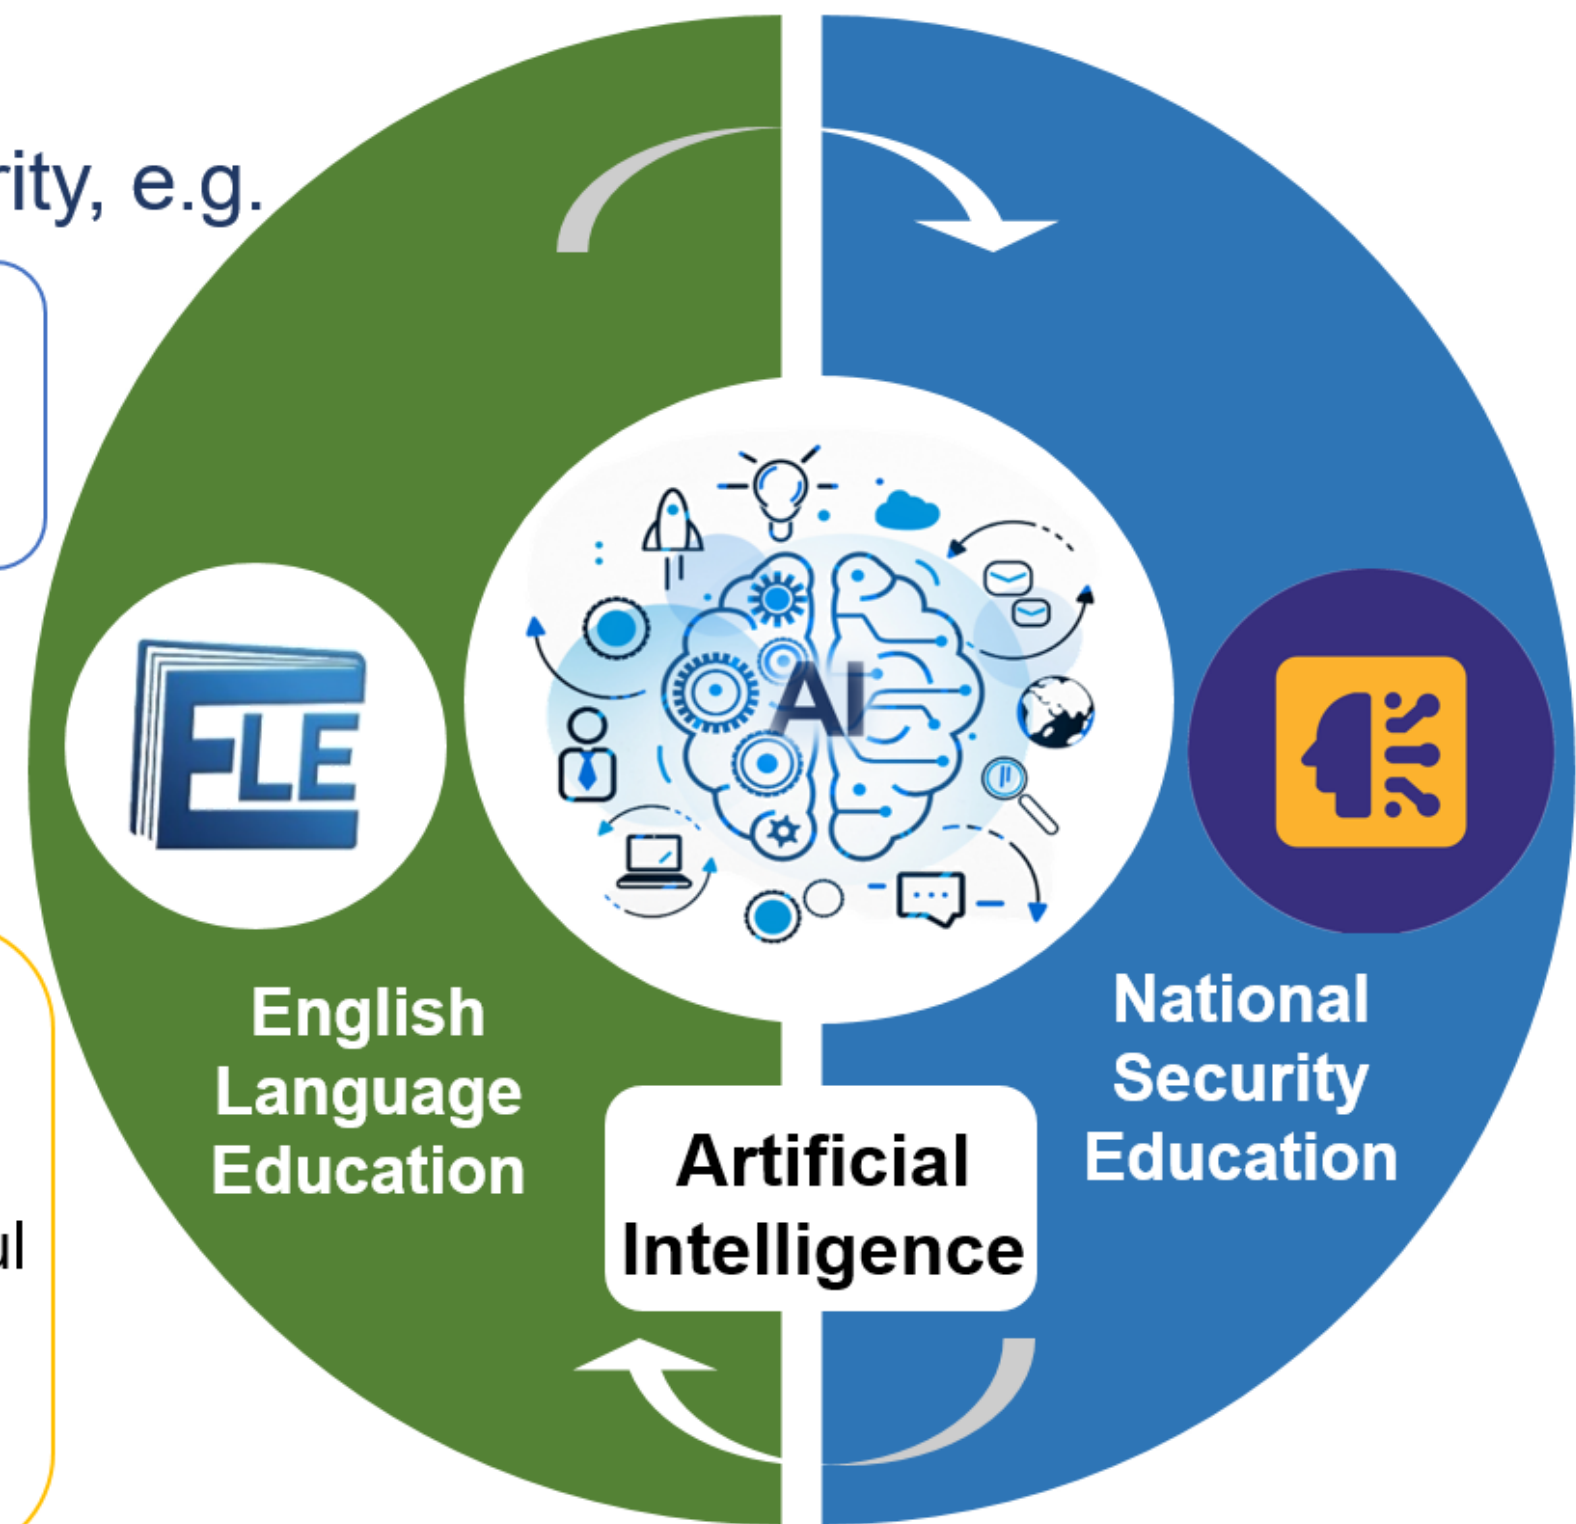 rity, e.g.
ELE
AI
English
Language
Education
National
Security
Education
Artificial
Intelligence
ul